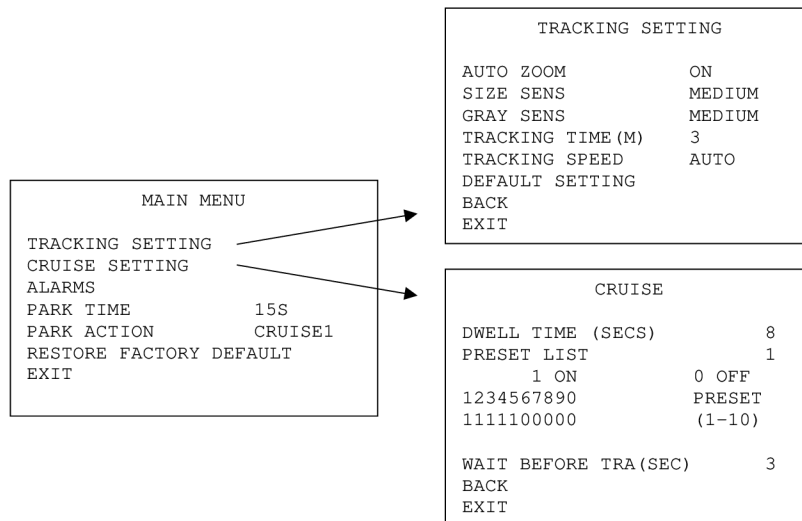 MAIN MENU
TRACKING SETTING
CRUISE SETTING
ALARMS
PARK TIME 15S
PARK ACTION CRUISE1
RESTORE FACTORY DEFAULT
EXIT
TRACKING SETTING
AUTO ZOOM ON
SIZE SENS MEDIUM
GRAY SENS MEDIUM
TRACKING TIME(M) 3
TRACKING SPEED AUTO
DEFAULT SETTING
BACK
EXIT
CRUISE
DWELL TIME (SECS) 8
PRESET LIST 1
1 ON 0 OFF
1234567890 PRESET
1111100000 (1-10)
WAIT BEFORE TRA(SEC) 3
BACK
EXIT